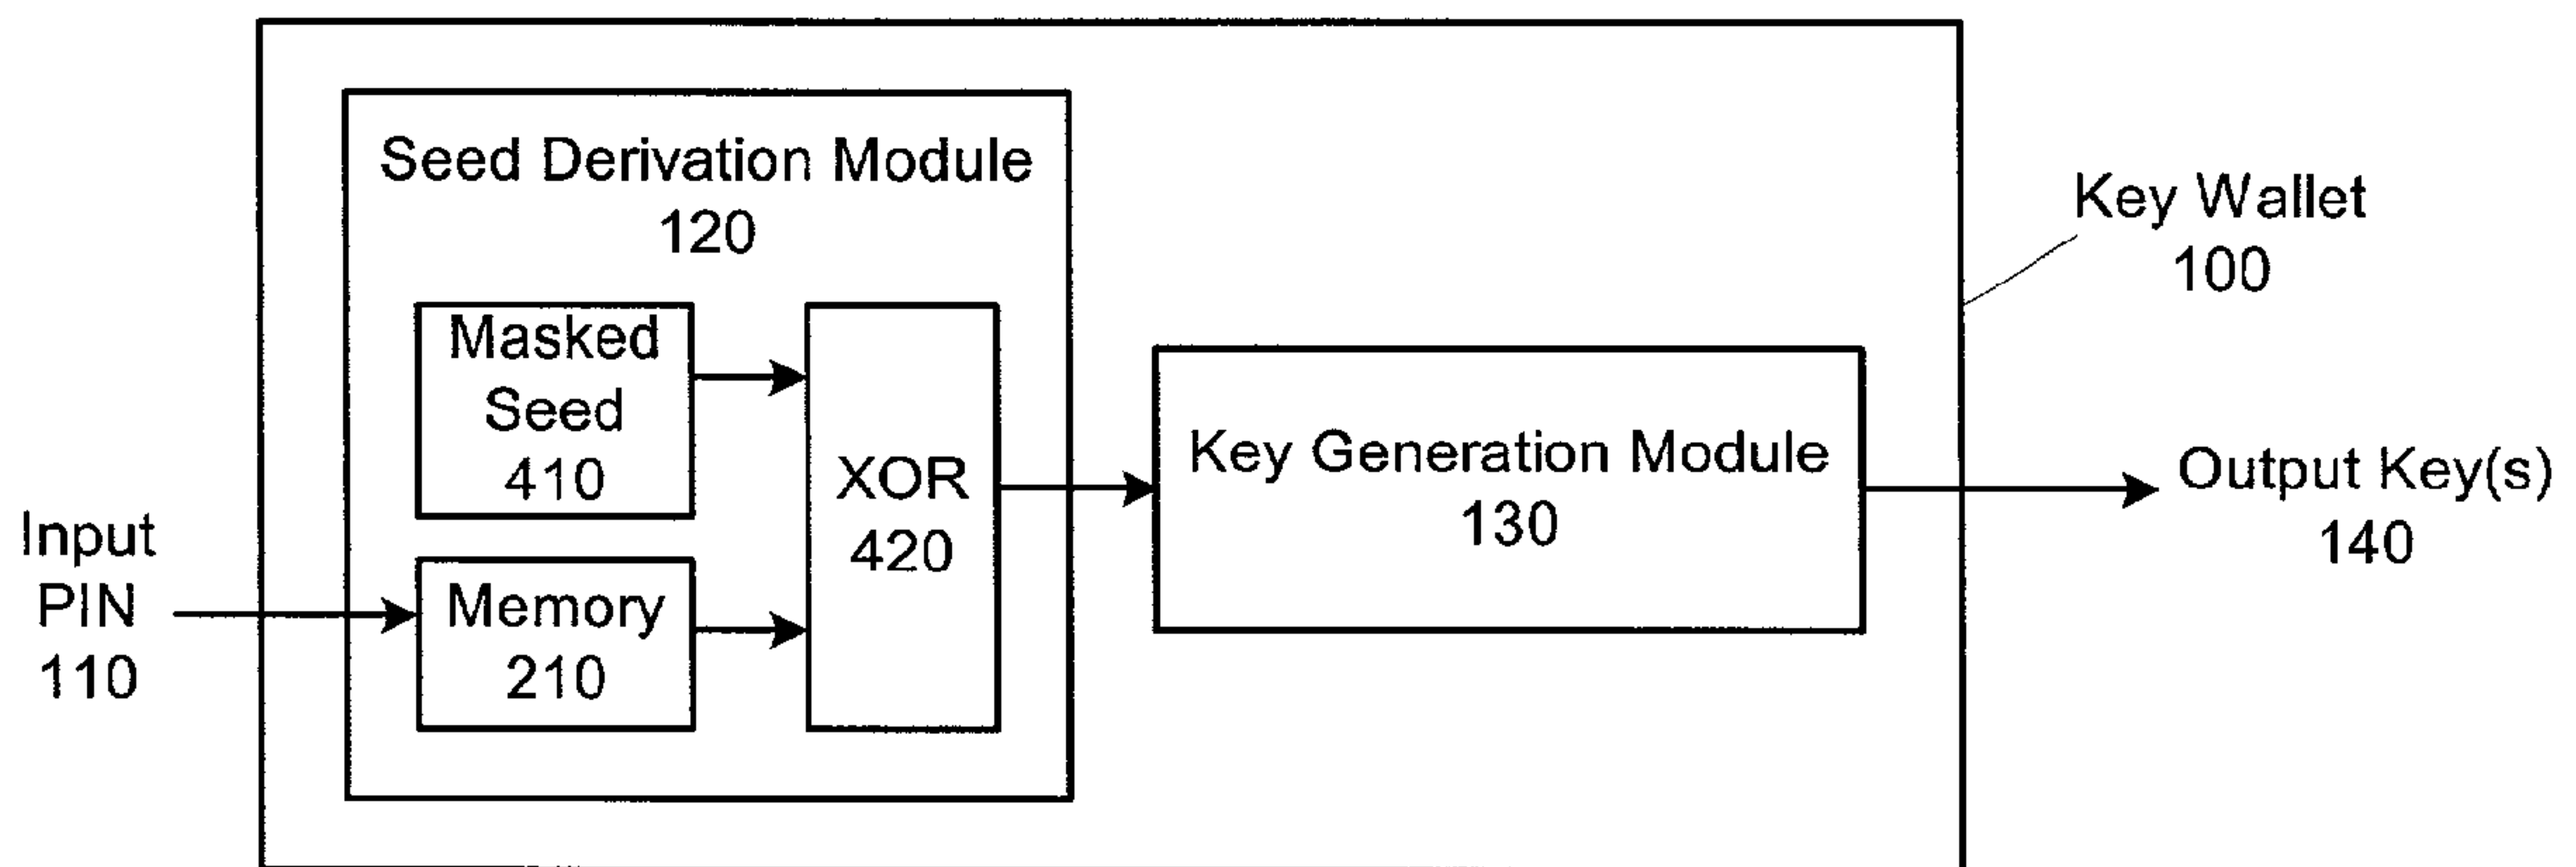 Seed Derivation Module
120
Masked
Seed
410
Memory
210
XOR
420
Input
PIN
110
Key Generation Module
130
Key Wallet
100
Output Key(s)
140